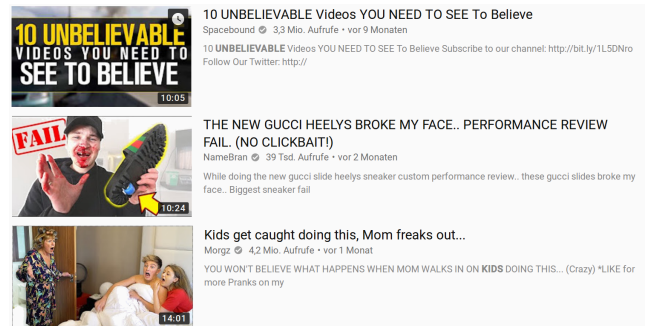 10 UNBELIEVABLE
VIDEOS YOU NEED TO
SEE TO BELIEVE
10:05
10 UNBELIEVABLE Videos YOU NEED TO SEE To Believe
Spacebound 3,3 Mio. Aufrufe • vor 9 Monaten
10 UNBELIEVABLE Videos YOU NEED TO SEE To Believe Subscribe to our channel: http://bit.ly/1L5DNro
Follow Our Twitter: http://
FAIL
10:24
THE NEW GUCCI HEELYS BROKE MY FACE.. PERFORMANCE REVIEW
FAIL. (NO CLICKBAIT!)
NameBran 39 Tsd. Aufrufe • vor 2 Monaten
While doing the new gucci slide heelys sneaker custom performance review.. these gucci slides broke my
face.. Biggest sneaker fail
14:01
Kids get caught doing this, Mom freaks out...
Morgz 4,2 Mio. Aufrufe • vor 1 Monat
YOU WON'T BELIEVE WHAT HAPPENS WHEN MOM WALKS IN ON KIDS DOING THIS... (Crazy) *LIKE for
more Pranks on my